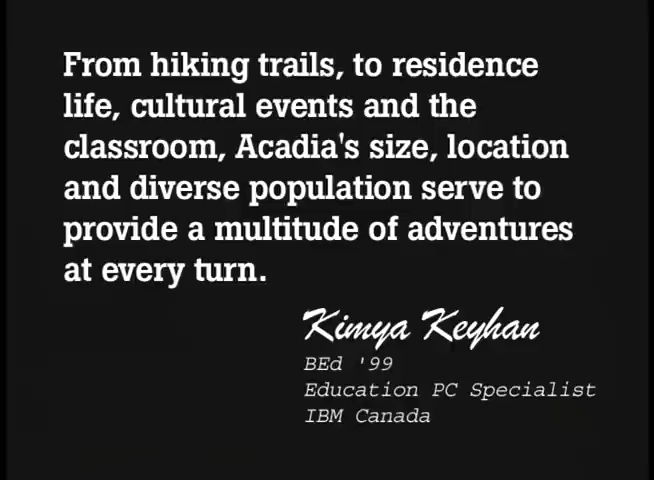 From hiking trails, to residence
life, cultural events and the
classroom, Acadia's size, location
and diverse population serve to
provide a multitude of adventures
at every turn.
Kimya Keyhan
BEd '99
Education PC Specialist
IBM Canada